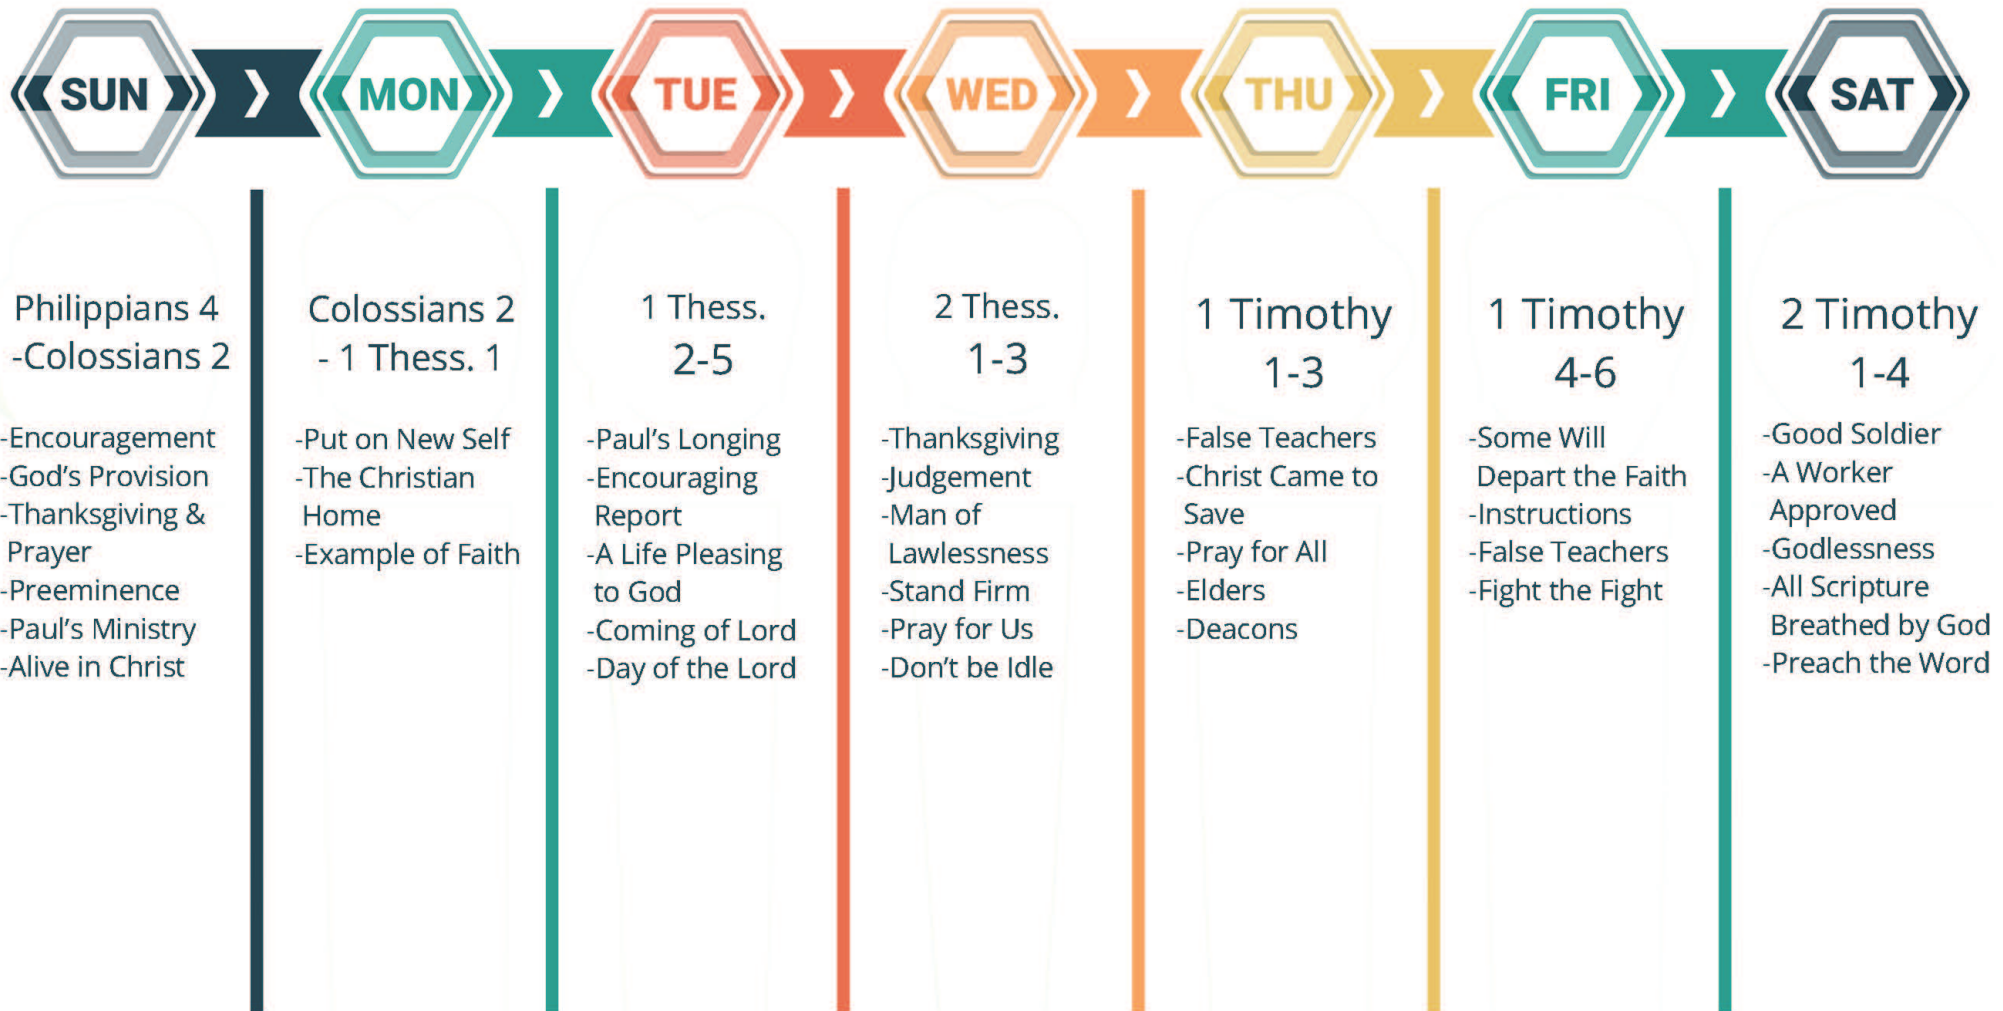 SUN
MON
TUE
WED
THU
FRI
SAT
Philippians 4
-Colossians 2
-Encouragement
-God's Provision
-Thanksgiving &
Prayer
-Preeminence
-Paul's Ministry
-Alive in Christ
Colossians 2
- 1 Thess. 1
-Put on New Self
-The Christian
Home
-Example of Faith
1 Thess.
2-5
-Paul's Longing
-Encouraging
Report
-A Life Pleasing
to God
-Coming of Lord
-Day of the Lord
2 Thess.
1-3
-Thanksgiving
-Judgement
-Man of
Lawlessness
-Stand Firm
-Pray for Us
-Don't be Idle
1 Timothy
1-3
-False Teachers
-Christ Came to
Save
-Pray for All
-Elders
-Deacons
1 Timothy
4-6
-Some Will
Depart the Faith
-Instructions
-False Teachers
-Fight the Fight
2 Timothy
1-4
-Good Soldier
-A Worker
Approved
-Godlessness
-All Scripture
Breathed by God
-Preach the Word